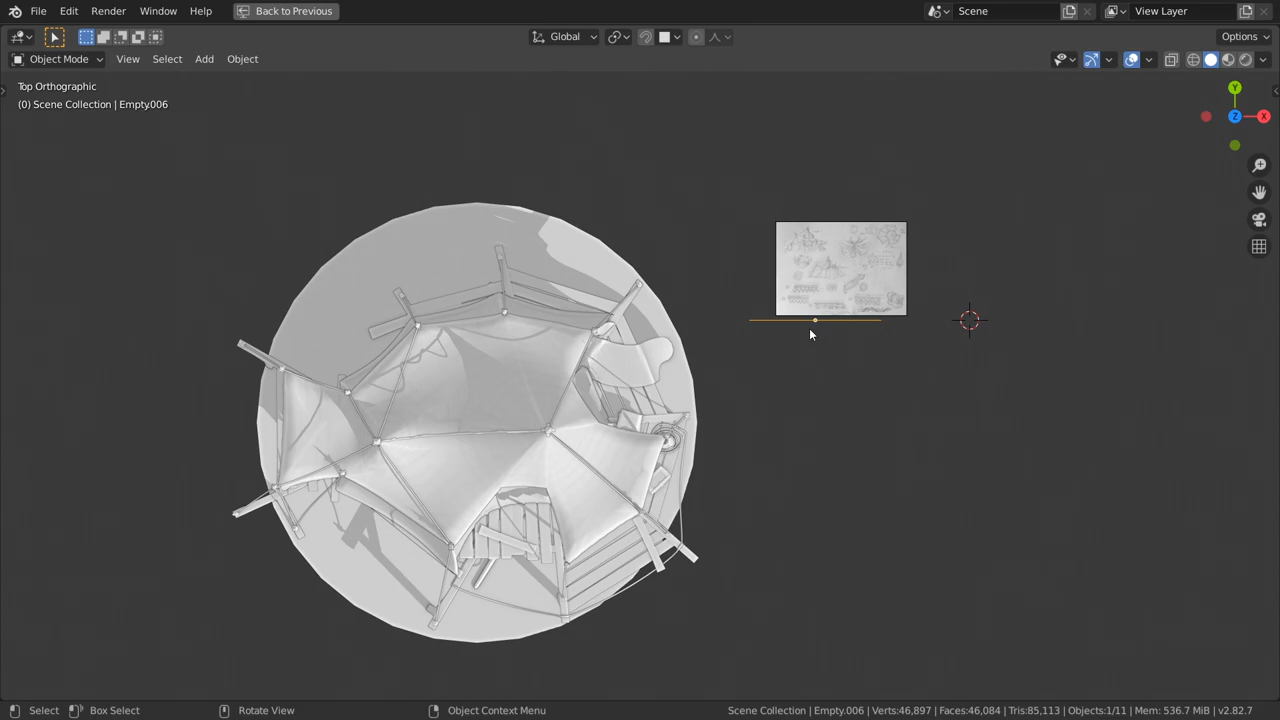 File Edit Render Window Help Back to Previous Scene View Layer
Global Options
Object Mode View Select Add Object
Top Orthographic
(0) Scene Collection | Empty.006
Y
Z X
Select Box Select Rotate View Object Context Menu Scene Collection | Empty.006 | Verts:46,897 | Faces:46,084 | Tris:85,113 | Objects:1/11 | Mem: 536.7 MiB | v2.82.7